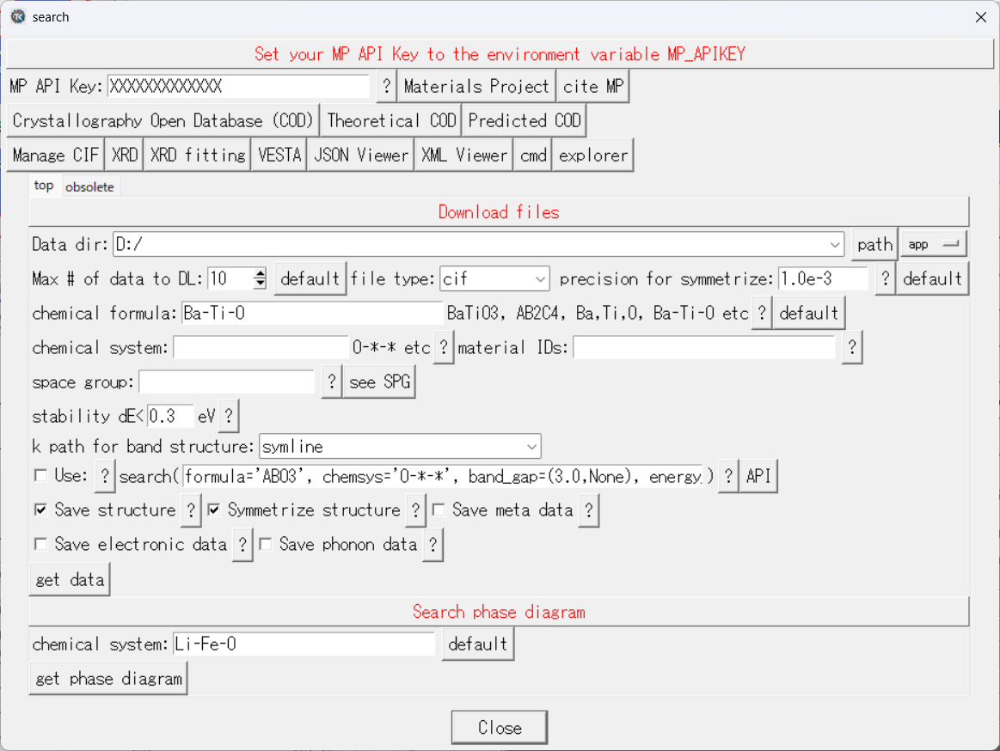 search
Set your MP API Key to the environment variable MP_APIKEY
MP API Key: XXXXXXXXXXXXX ? Materials Project cite MP
Crystallography Open Database (COD) Theoretical COD Predicted COD
Manage CIF XRD XRD fitting VESTA JSON Viewer XML Viewer cmd explorer
top obsolete
Download files
Data dir: D:/ path app
Max # of data to DL: 10 default file type: cif precision for symmetrize: 1.0e-3 ? default
chemical formula: Ba-Ti-O BaTiO3, AB2C4, Ba,Ti,O, Ba-Ti-O etc ? default
chemical system: O-*-* etc ? material IDs: ?
space group: ? see SPG
stability dE< 0.3 eV ?
k path for band structure: symline
Use: ? search( formula='ABO3', chemsys='O-*-*', band_gap=(3.0,None), energy_ ) ? API
Save structure ? Symmetrize structure ? Save meta data ?
Save electronic data ? Save phonon data ?
get data
Search phase diagram
chemical system: Li-Fe-O default
get phase diagram
Close